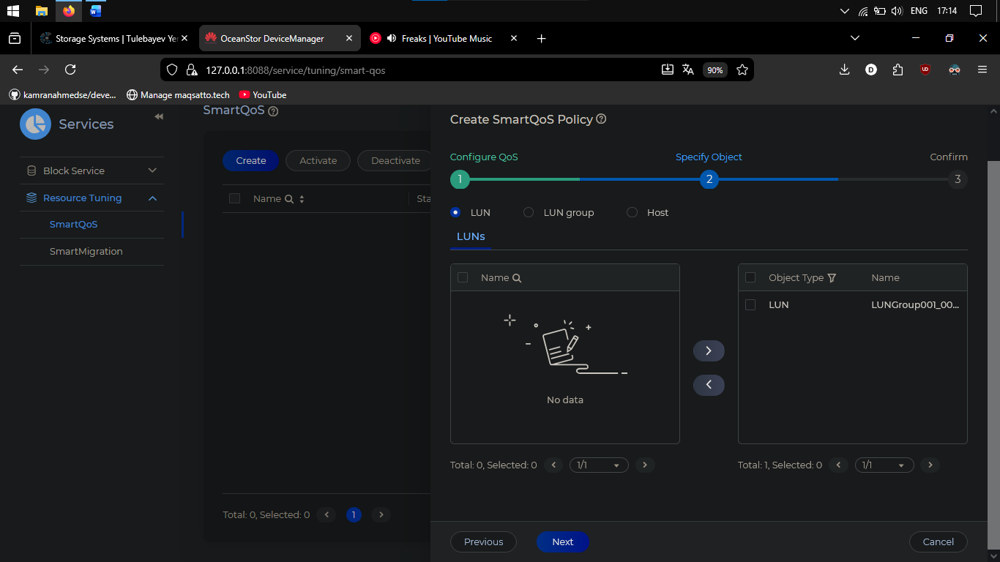 ENG 17:14
Storage Systems | Tulebayev Ye
OceanStor DeviceManager
Freaks | YouTube Music
127.0.0.1:8088/service/tuning/smart-qos
90%
kamranahmedse/deve...
Manage maqsatto.tech
YouTube
Services
Block Service
Resource Tuning
SmartQoS
SmartMigration
SmartQoS
Create Activate Deactivate
Name Sta
Total: 0, Selected: 0 1
Create SmartQoS Policy
Configure QoS Specify Object Confirm
1 2 3
LUN LUN group Host
LUNs
Name
No data
Total: 0, Selected: 0 1/1
Object Type Name
LUN LUNGroup001_00...
Total: 1, Selected: 0 1/1
Previous Next Cancel